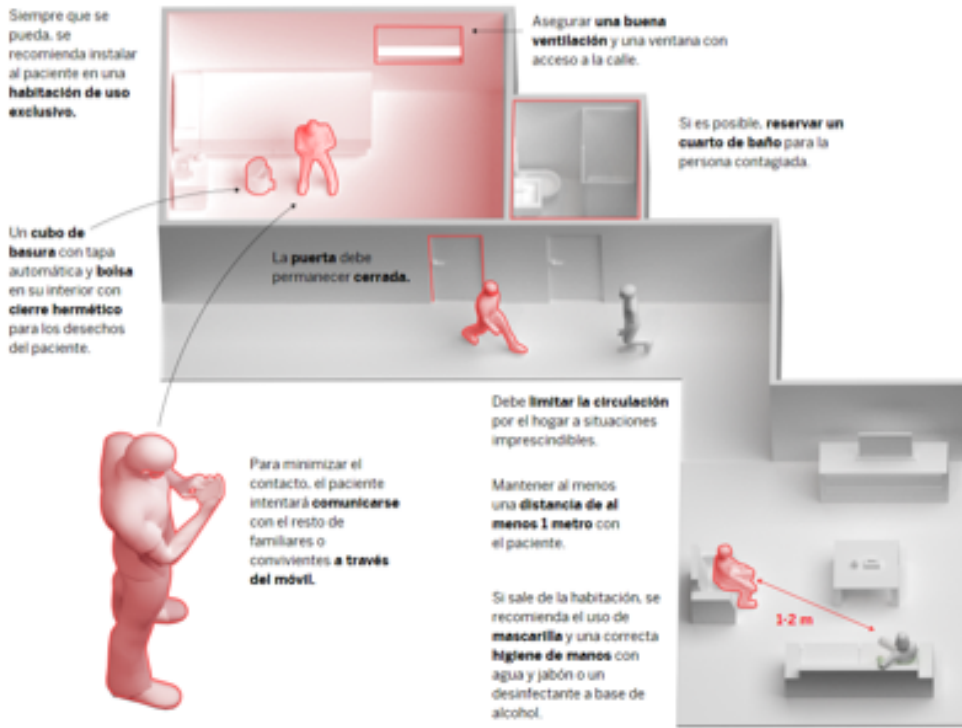 Siempre que se
pueda, se
recomienda instalar
al paciente en una
habitación de uso
exclusivo.
Asegurar una buena
ventilación y una ventana con
acceso a la calle.
Si es posible, reservar un
cuarto de baño para la
persona contagiada.
Un cubo de
basura con tapa
automática y bolsa
en su interior con
cierre hermético
para los desechos
del paciente.
La puerta debe
permanecer cerrada.
Para minimizar el
contacto, el paciente
intentará comunicarse
con el resto de
familiares o
convivientes a través
del móvil.
Debe limitar la circulación
por el hogar a situaciones
imprescindibles.
Mantener al menos
una distancia de al
menos 1 metro con
el paciente.
Si sale de la habitación, se
recomienda el uso de
mascarilla y una correcta
higiene de manos con
agua y jabón o un
desinfectante a base de
alcohol.
1-2 m